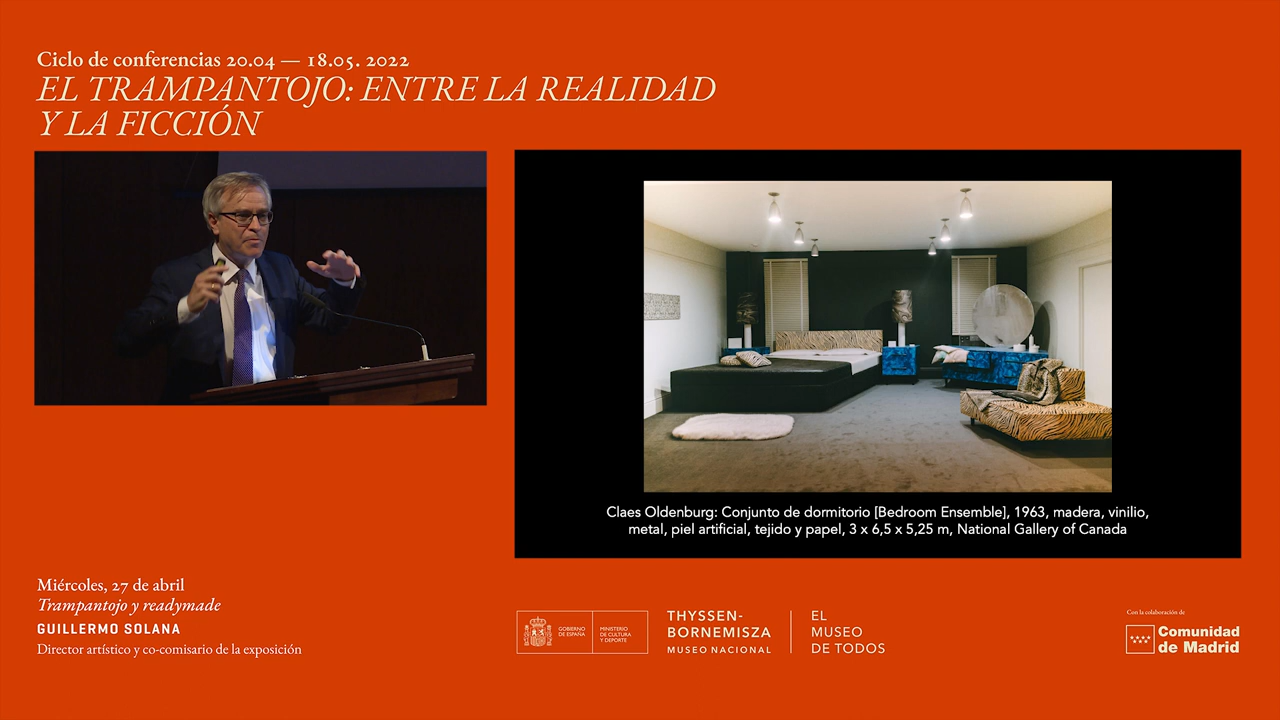 Ciclo de conferencias 20.04 — 18.05. 2022
EL TRAMPANTOJO: ENTRE LA REALIDAD
Y LA FICCIÓN
Claes Oldenburg: Conjunto de dormitorio [Bedroom Ensemble], 1963, madera, vinilio,
metal, piel artificial, tejido y papel, 3 x 6,5 x 5,25 m, National Gallery of Canada
Miércoles, 27 de abril
Trampantojo y readymade
GUILLERMO SOLANA
Director artístico y co-comisario de la exposición
GOBIERNO
DE ESPAÑA
MINISTERIO
DE CULTURA
Y DEPORTE
THYSSEN-
BORNEMISZA
MUSEO NACIONAL
EL
MUSEO
DE TODOS
Con la colaboración de
Comunidad
de Madrid